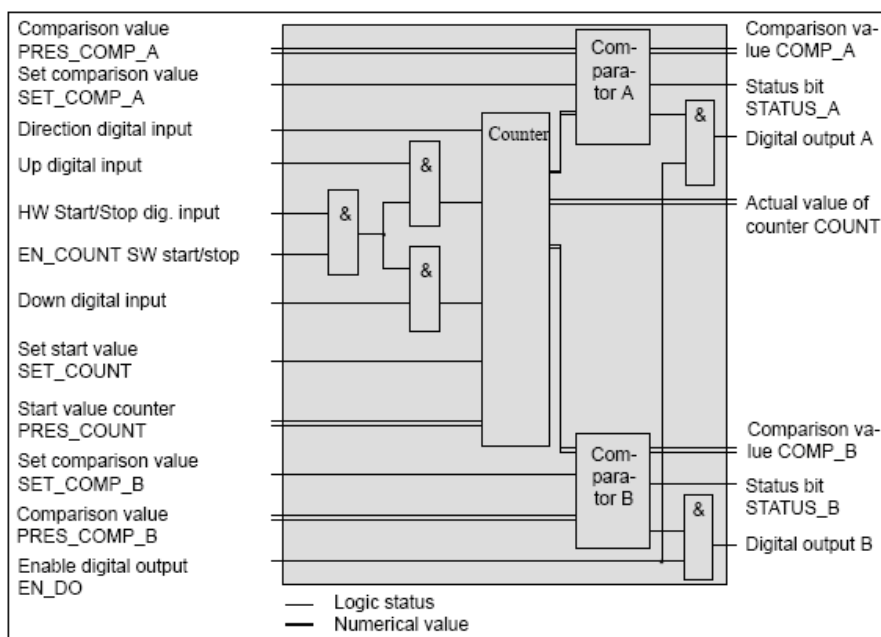 Comparison value
PRES_COMP_A
Set comparison value
SET_COMP_A
Direction digital input
Up digital input
HW Start/Stop dig. input
EN_COUNT SW start/stop
Down digital input
Set start value
SET_COUNT
Start value counter
PRES_COUNT
Set comparison value
SET_COMP_B
Comparison value
PRES_COMP_B
Enable digital output
EN_DO
&
&
&
Counter
Com-
para-
tor A
&
Com-
para-
tor B
&
Comparison va-
lue COMP_A
Status bit
STATUS_A
Digital output A
Actual value of
counter COUNT
Comparison va-
lue COMP_B
Status bit
STATUS_B
Digital output B
Logic status
Numerical value